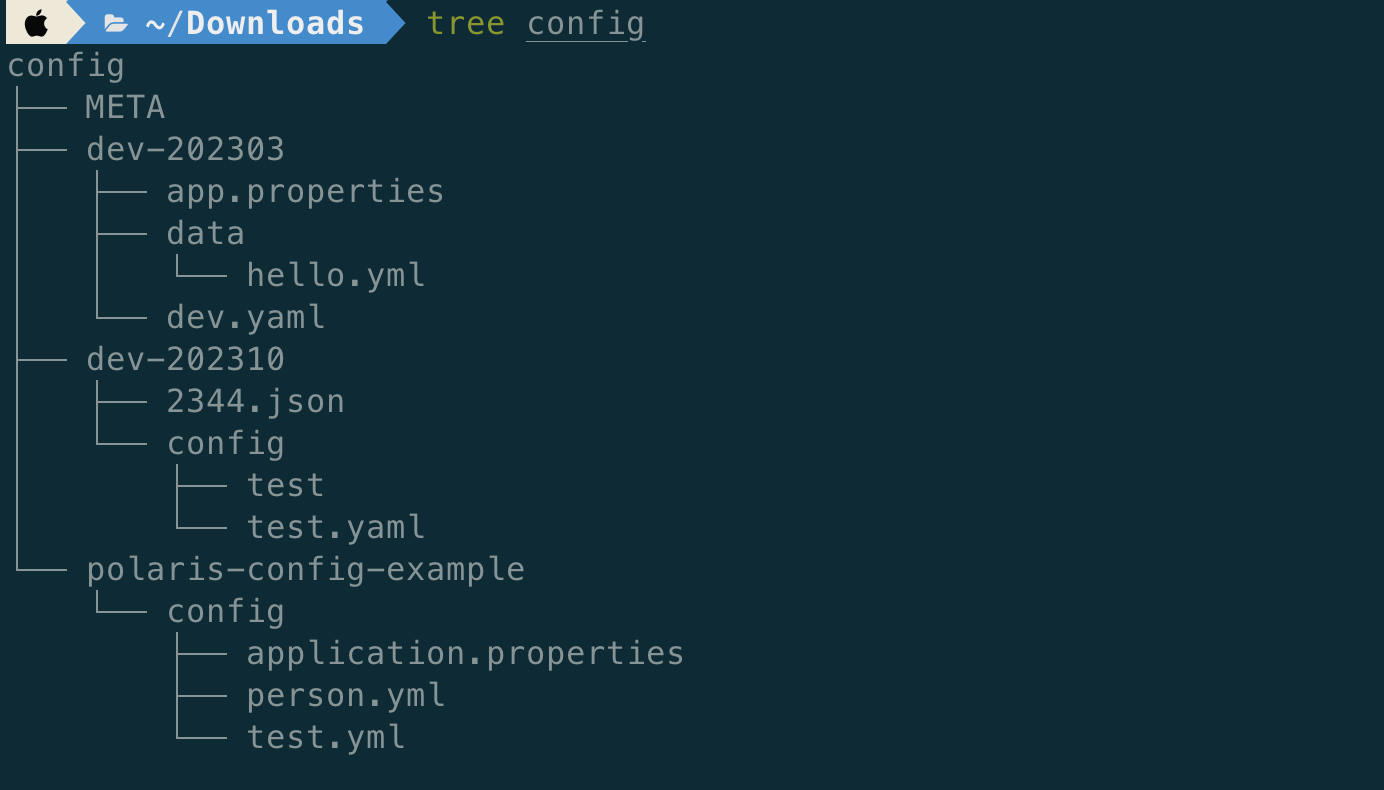 ~/Downloads tree config
config
├── META
├── dev-202303
│   ├── app.properties
│   ├── data
│   │   └── hello.yml
│   └── dev.yaml
├── dev-202310
│   ├── 2344.json
│   └── config
│       ├── test
│       └── test.yaml
└── polaris-config-example
    └── config
        ├── application.properties
        ├── person.yml
        └── test.yml